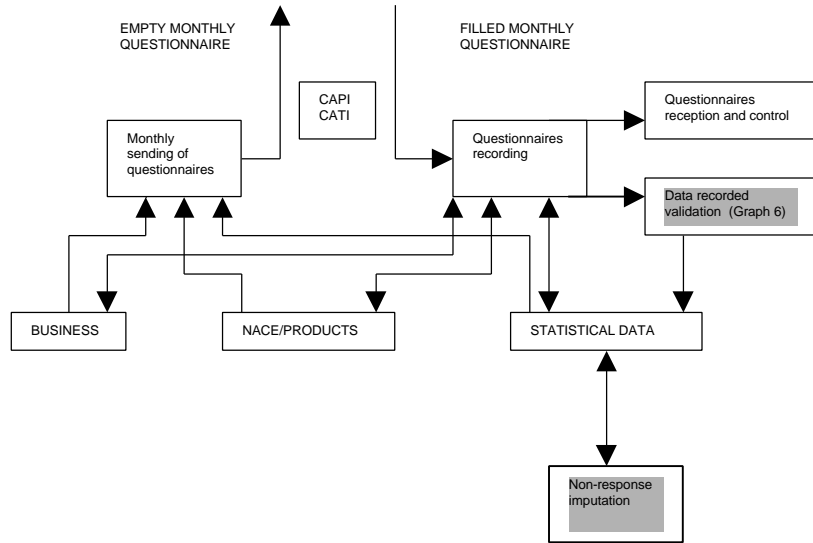 EMPTY MONTHLY
QUESTIONNAIRE
FILLED MONTHLY
QUESTIONNAIRE
CAPI
CATI
Monthly
sending of
questionnaires
Questionnaires
recording
Questionnaires
reception and control
Data recorded
validation (Graph 6)
BUSINESS
NACE/PRODUCTS
STATISTICAL DATA
Non-response
imputation